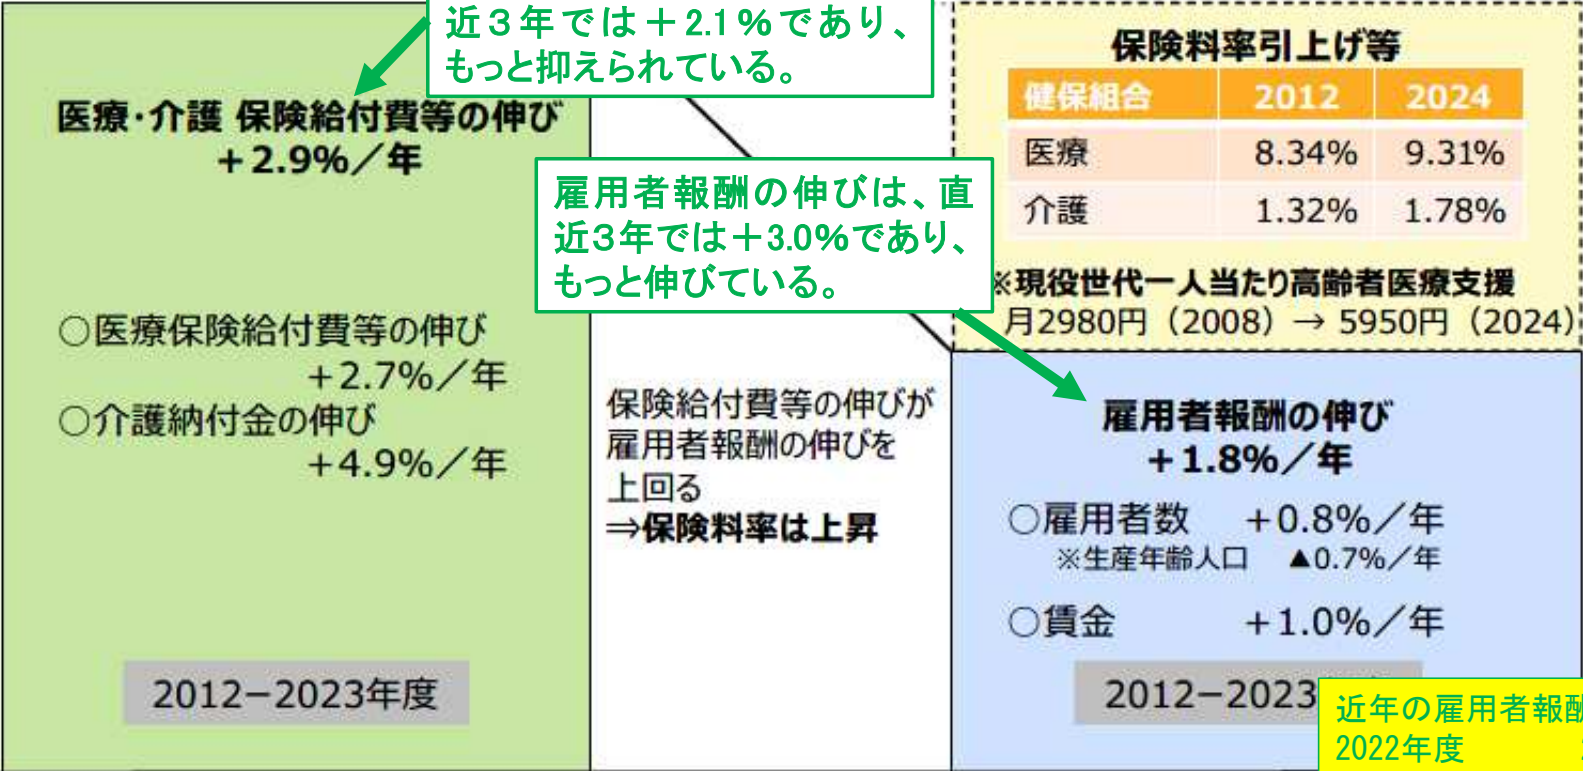 近３年では＋2.1％であり、
もっと抑えられている。
医療・介護 保険給付費等の伸び
＋2.9%／年
○医療保険給付費等の伸び
＋2.7%／年
○介護納付金の伸び
＋4.9%／年
2012－2023年度
雇用者報酬の伸びは、直
近３年では＋3.0％であり、
もっと伸びている。
保険給付費等の伸びが
雇用者報酬の伸びを
上回る
⇒保険料率は上昇
保険料率引上げ等
健保組合 2012 2024
医療 8.34% 9.31%
介護 1.32% 1.78%
※現役世代一人当たり高齢者医療支援
月2980円（2008）→ 5950円（2024）
雇用者報酬の伸び
＋1.8%／年
○雇用者数 ＋0.8%／年
※生産年齢人口 ▲0.7%／年
○賃金 ＋1.0%／年
2012－2023
近年の雇用者報酬
2022年度